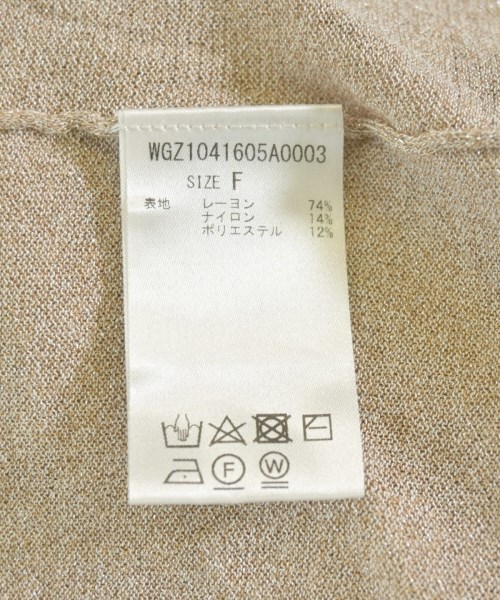 WGZ1041605A0003
SIZE F
表地 レーヨン 74%
ナイロン 14%
ポリエステル 12%
F W